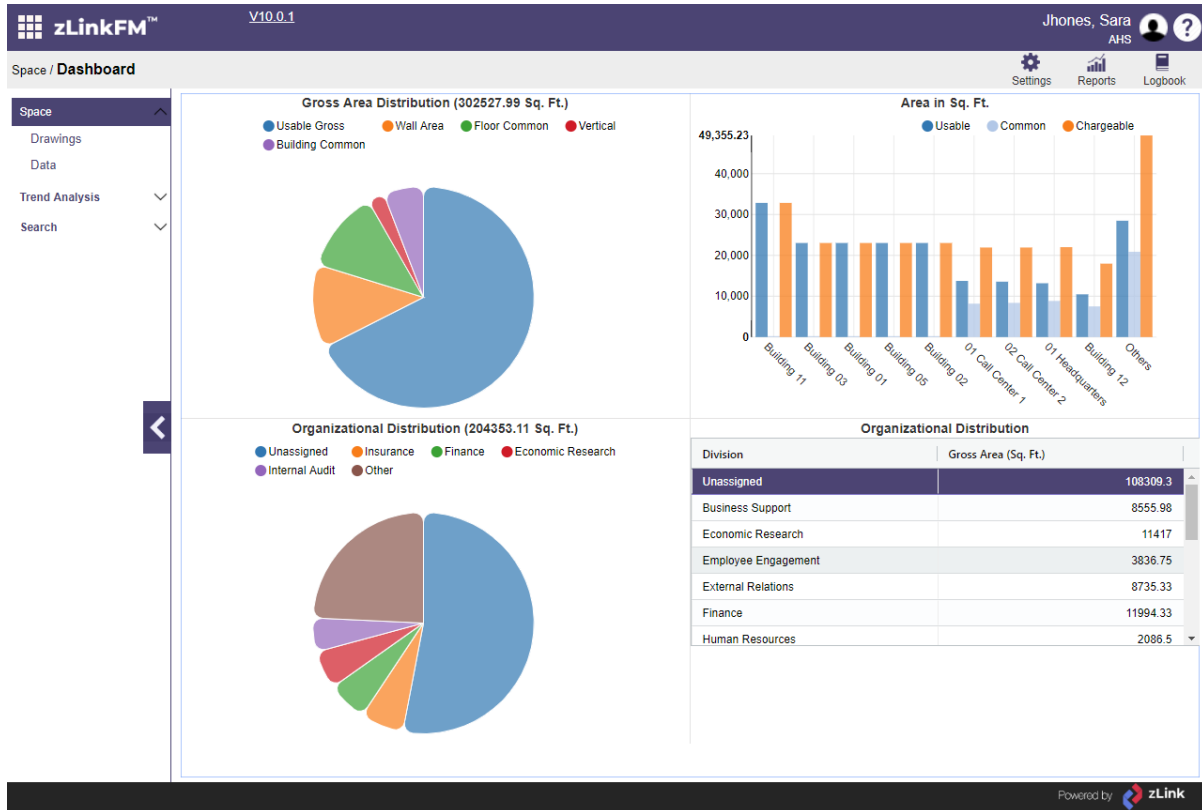 zLinkFM™
V10.0.1
Jhones, Sara
AHS
?
Space / Dashboard
Settings
Reports
Logbook
Space
Drawings
Data
Trend Analysis
Search
Gross Area Distribution (302527.99 Sq. Ft.)
Usable Gross Wall Area Floor Common Vertical
Building Common
Area in Sq. Ft.
Usable Common Chargeable
49,355.23
40,000
30,000
20,000
10,000
0
Building 11
Building 03
Building 01
Building 05
Building 02
01 Call Center 1
02 Call Center 2
01 Headquarters
Building 12
Others
Organizational Distribution (204353.11 Sq. Ft.)
Unassigned Insurance Finance Economic Research
Internal Audit Other
Organizational Distribution
Division Gross Area (Sq. Ft.)
Unassigned 108309.3
Business Support 8555.98
Economic Research 11417
Employee Engagement 3836.75
External Relations 8735.33
Finance 11994.33
Human Resources 2086.5
Powered by zLink